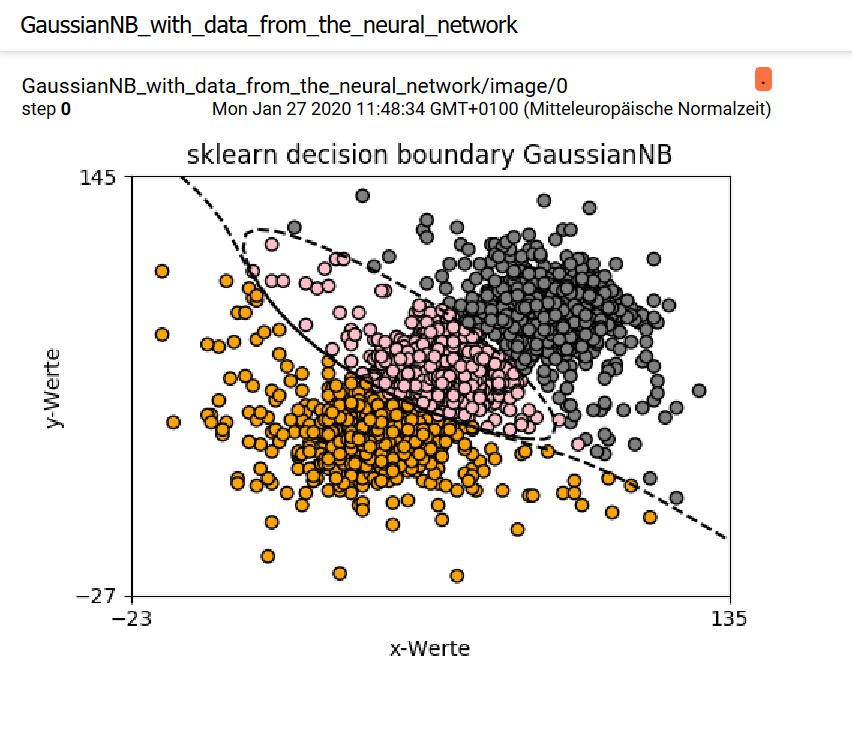 GaussianNB_with_data_from_the_neural_network
GaussianNB_with_data_from_the_neural_network/image/0
.
step 0 Mon Jan 27 2020 11:48:34 GMT+0100 (Mitteleuropäische Normalzeit)
sklearn decision boundary GaussianNB
145
y-Werte
−27
−23
135
x-Werte